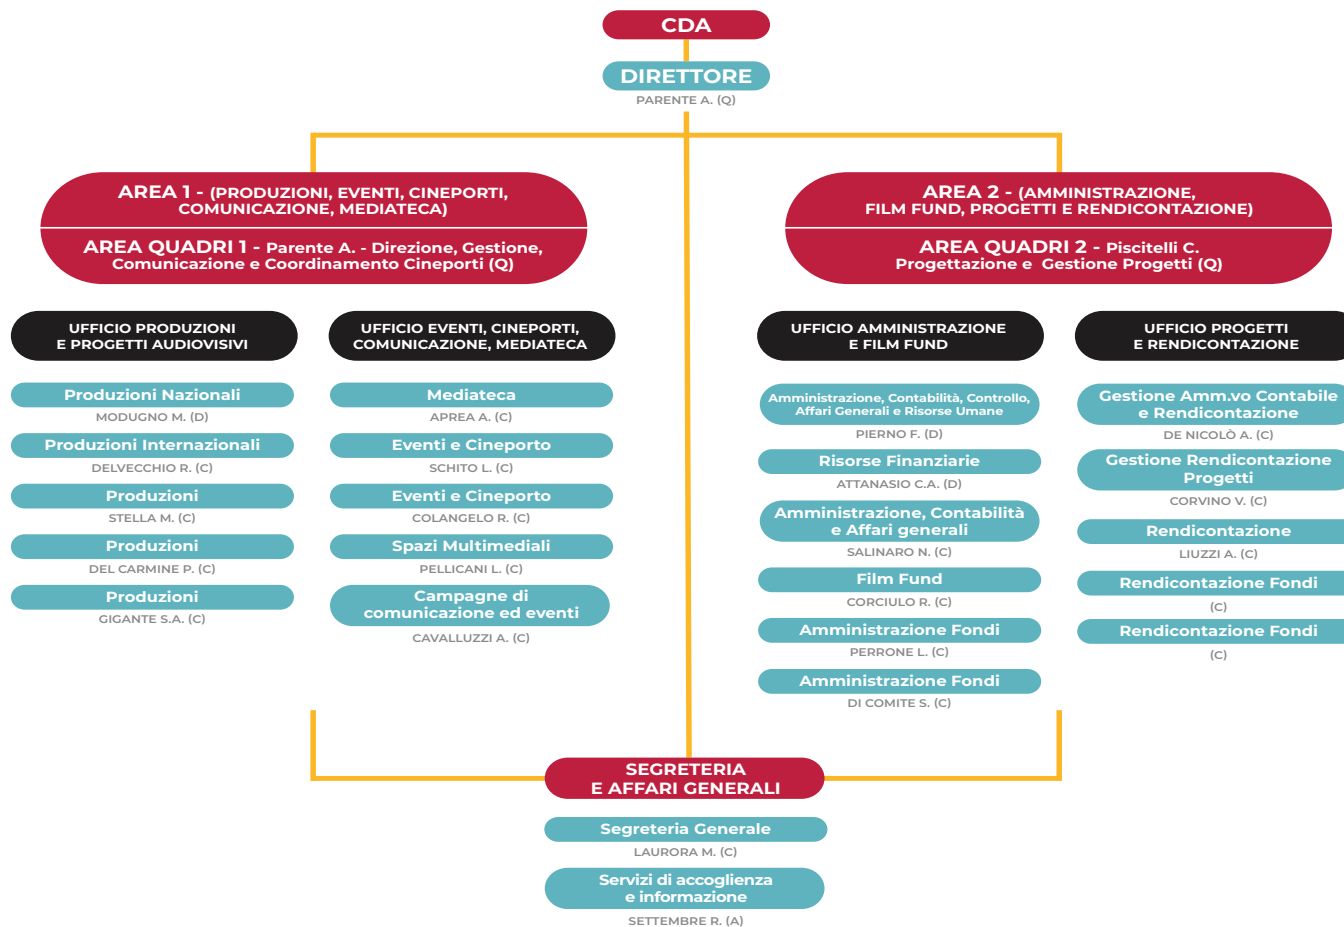 CDA
DIRETTORE
PARENTE A. (Q)
AREA 1 - (PRODUZIONI, EVENTI, CINEPORTI,
COMUNICAZIONE, MEDIATECA)
AREA QUADRI 1 - Parente A. - Direzione, Gestione,
Comunicazione e Coordinamento Cineporti (Q)
AREA 2 - (AMMINISTRAZIONE,
FILM FUND, PROGETTI E RENDICONTAZIONE)
AREA QUADRI 2 - Piscitelli C.
Progettazione e Gestione Progetti (Q)
UFFICIO PRODUZIONI
E PROGETTI AUDIOVISIVI
Produzioni Nazionali
MODUGNO M. (D)
Produzioni Internazionali
DELVECCHIO R. (C)
Produzioni
STELLA M. (C)
Produzioni
DEL CARMINE P. (C)
Produzioni
GIGANTE S.A. (C)
UFFICIO EVENTI, CINEPORTI,
COMUNICAZIONE, MEDIATECA
Mediateca
APREA A. (C)
Eventi e Cineporto
SCHITO L. (C)
Eventi e Cineporto
COLANGELO R. (C)
Spazi Multimediali
PELLICANI L. (C)
Campagne di
comunicazione ed eventi
CAVALLUZZI A. (C)
UFFICIO AMMINISTRAZIONE
E FILM FUND
Amministrazione, Contabilità, Controllo,
Affari Generali e Risorse Umane
PIERNO F. (D)
Risorse Finanziarie
ATTANASIO C.A. (D)
Amministrazione, Contabilità
e Affari generali
SALINARO N. (C)
Film Fund
CORCIULO R. (C)
Amministrazione Fondi
PERRONE L. (C)
Amministrazione Fondi
DI COMITE S. (C)
UFFICIO PROGETTI
E RENDICONTAZIONE
Gestione Amm.vo Contabile
e Rendicontazione
DE NICOLÒ A. (C)
Gestione Rendicontazione
Progetti
CORVINO V. (C)
Rendicontazione
LIUZZI A. (C)
Rendicontazione Fondi
(C)
Rendicontazione Fondi
(C)
SEGRETERIA
E AFFARI GENERALI
Segreteria Generale
LAURORA M. (C)
Servizi di accoglienza
e informazione
SETTEMBRE R. (A)